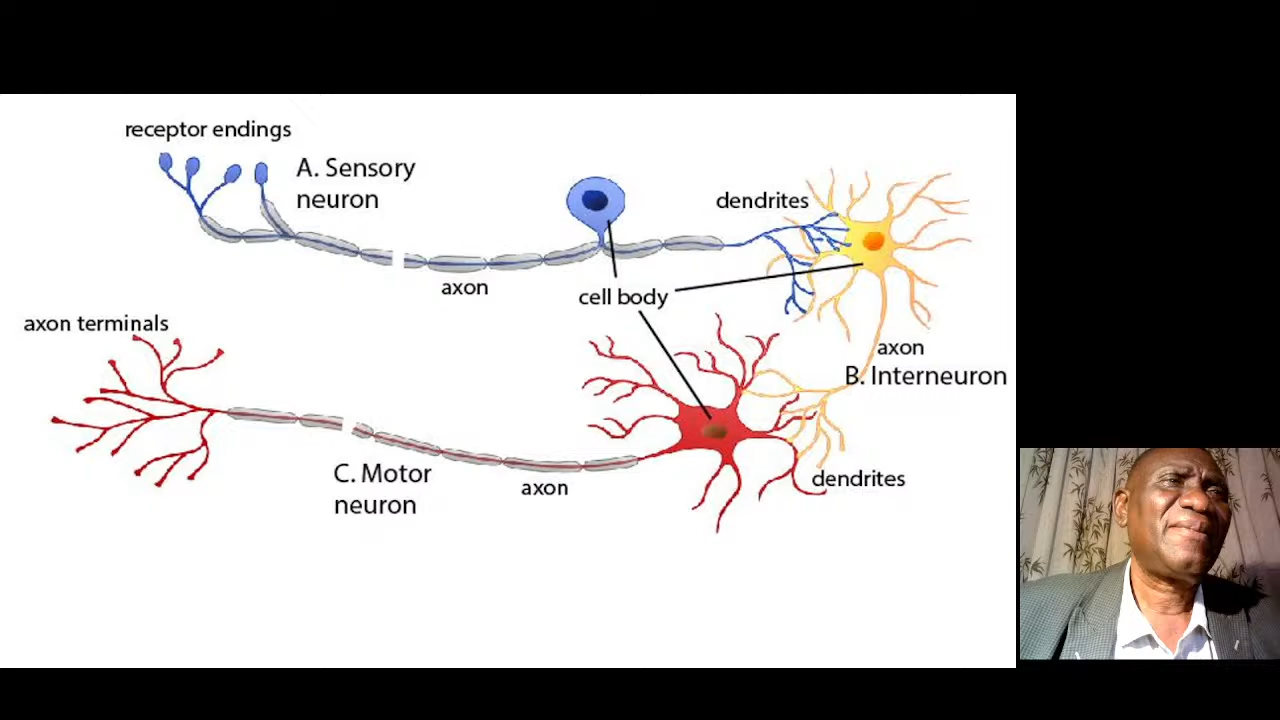 receptor endings
A. Sensory
neuron
dendrites
axon
cell body
axon terminals
axon
B. Interneuron
C. Motor
neuron
axon
dendrites